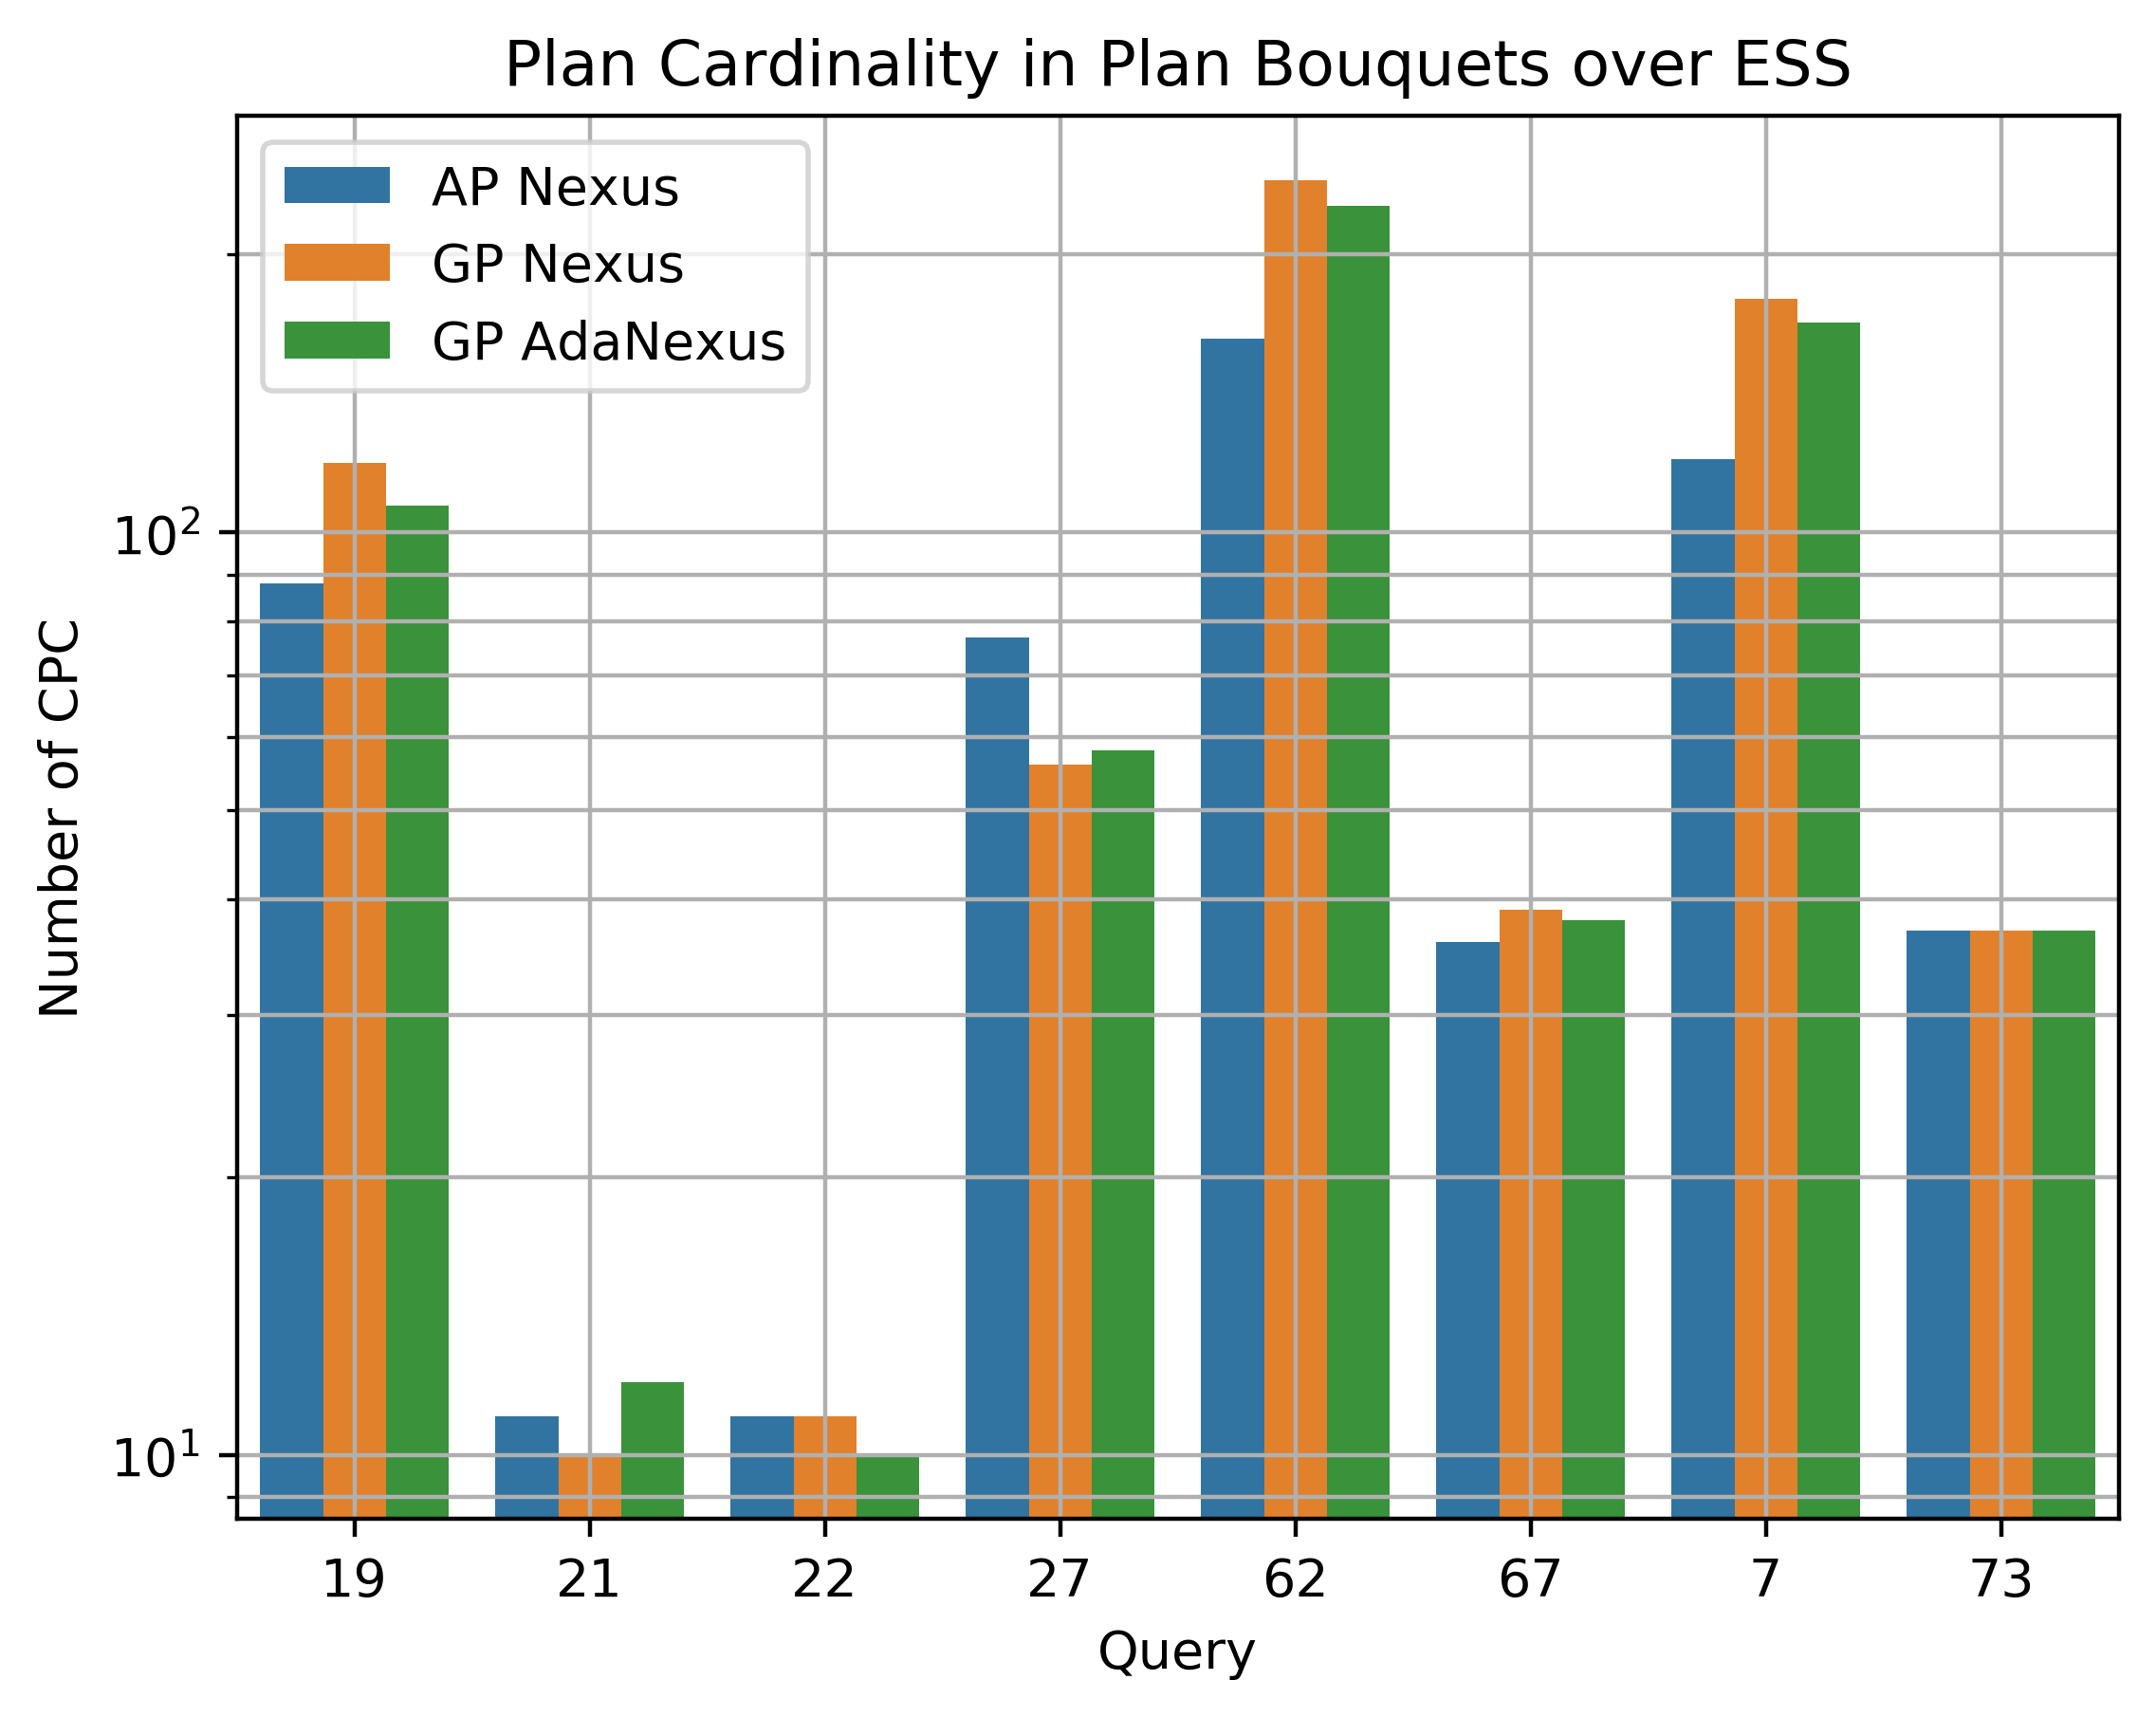 Plan Cardinality in Plan Bouquets over ESS
AP Nexus
GP Nexus
GP AdaNexus
Number of CPC
10²
10¹
19 21 22 27 62 67 7 73
Query